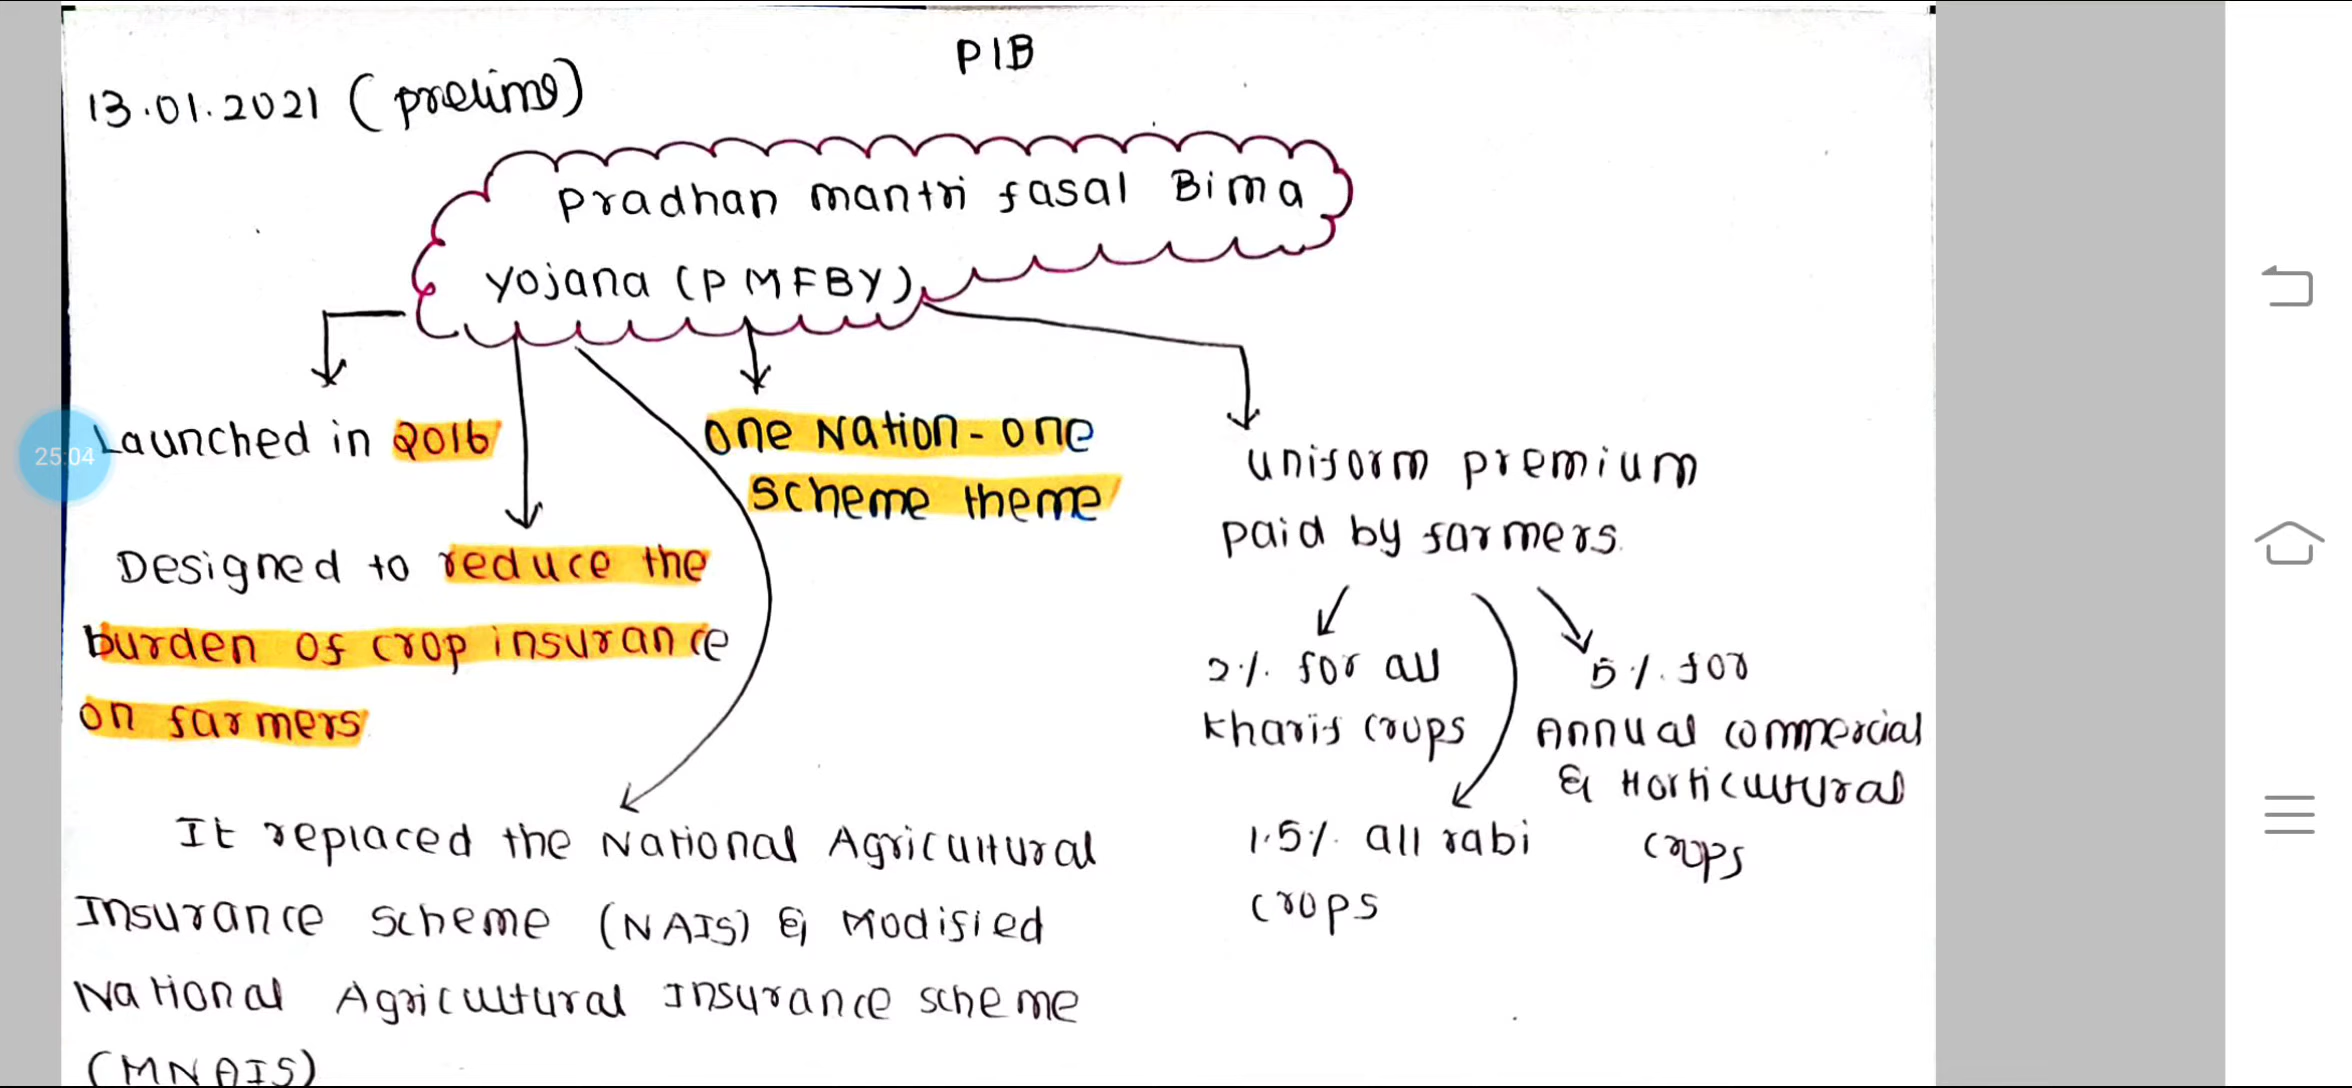 PIB
13.01.2021 (prelims)
Pradhan mantri fasal Bima
Yojana (PMFBY)
Launched in 2016
Designed to reduce the
burden of crop insurance
on farmers
one Nation - one
scheme theme
uniform premium
paid by farmers.
2%. for all
kharif crops
1.5%. all rabi
crops
5%. for
Annual commercial
& Horticultural
crops
It replaced the National Agricultural
Insurance scheme (NAIS) & Modified
National Agricultural Insurance scheme
(MNAIS)
25:04